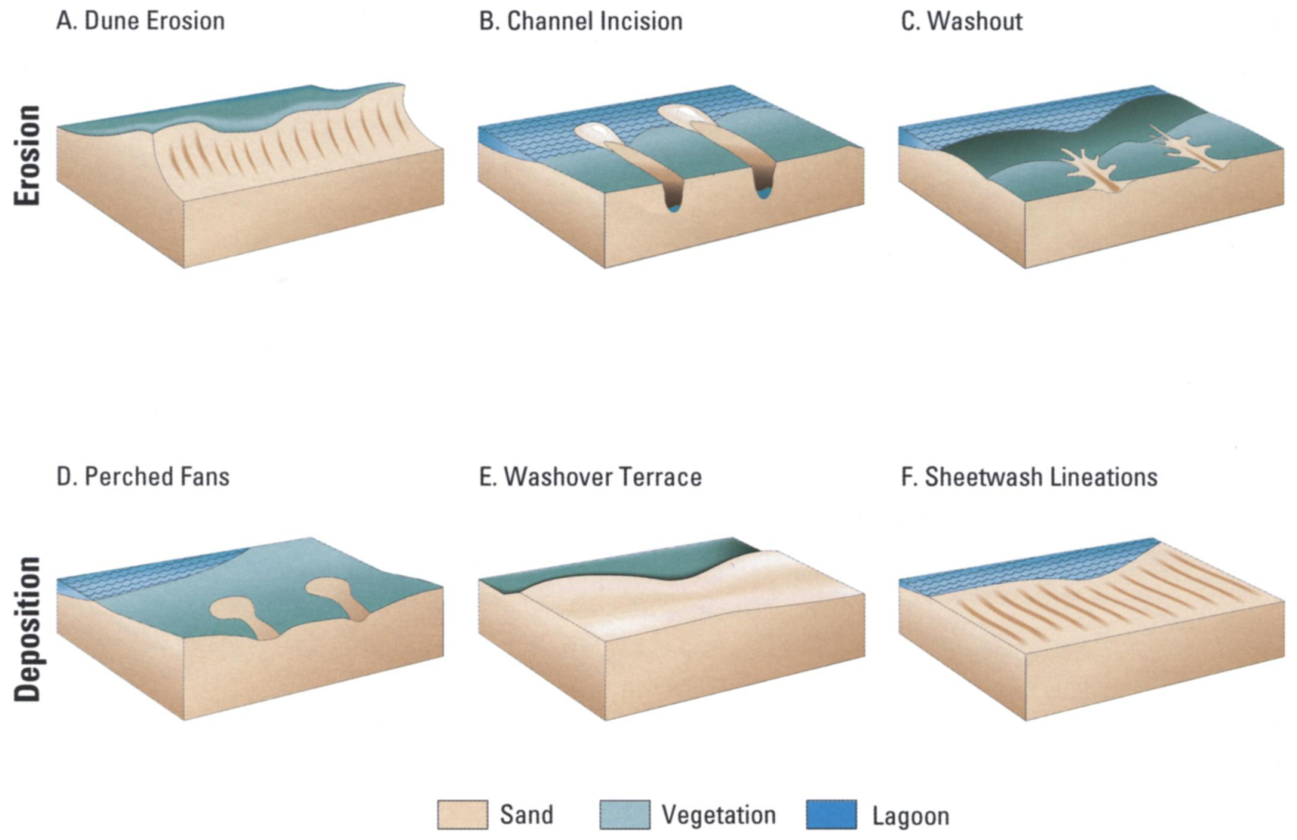 A. Dune Erosion
B. Channel Incision
C. Washout
Erosion
D. Perched Fans
E. Washover Terrace
F. Sheetwash Lineations
Deposition
Sand
Vegetation
Lagoon